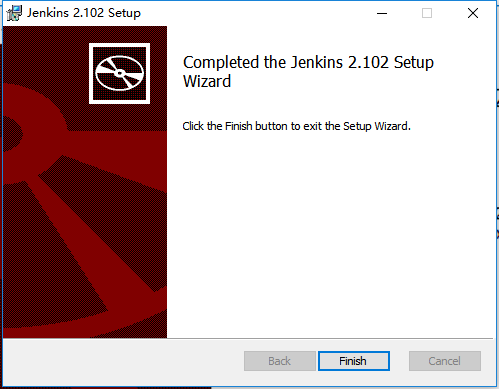 Jenkins 2.102 Setup
Completed the Jenkins 2.102 Setup
Wizard
Click the Finish button to exit the Setup Wizard.
Back
Finish
Cancel